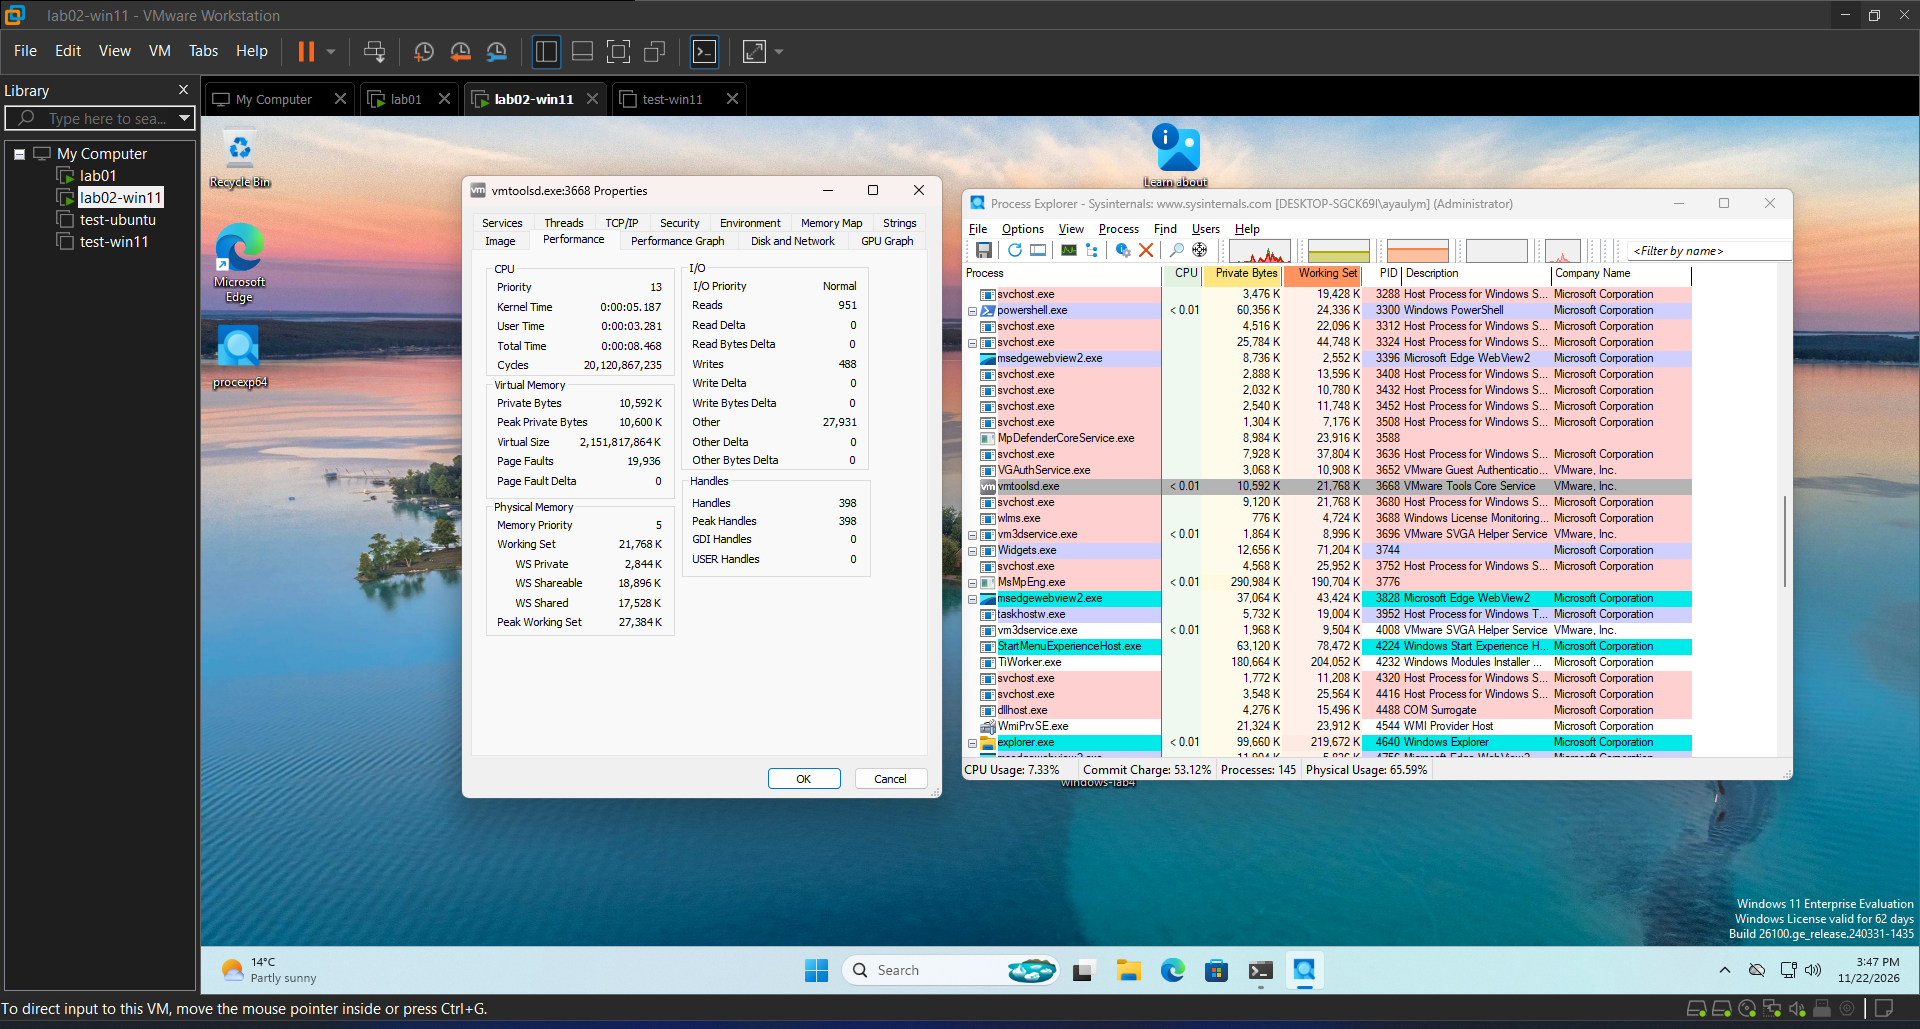 lab02-win11 - VMware Workstation
File Edit View VM Tabs Help
Library
Type here to sea...
My Computer
lab01
lab02-win11
test-ubuntu
test-win11
My Computer lab01 lab02-win11 test-win11
Recycle Bin
Microsoft
Edge
procexp64
Learn about
vm vmtoolsd.exe:3668 Properties
Services Threads TCP/IP Security Environment Memory Map Strings
Image Performance Performance Graph Disk and Network GPU Graph
CPU
Priority 13
Kernel Time 0:00:05.187
User Time 0:00:03.281
Total Time 0:00:08.468
Cycles 20,120,867,235
Virtual Memory
Private Bytes 10,592 K
Peak Private Bytes 10,600 K
Virtual Size 2,151,817,864 K
Page Faults 19,936
Page Fault Delta 0
Physical Memory
Memory Priority 5
Working Set 21,768 K
WS Private 2,844 K
WS Shareable 18,896 K
WS Shared 17,528 K
Peak Working Set 27,384 K
I/O
I/O Priority Normal
Reads 951
Read Delta 0
Read Bytes Delta 0
Writes 488
Write Delta 0
Write Bytes Delta 0
Other 27,931
Other Delta 0
Other Bytes Delta 0
Handles
Handles 398
Peak Handles 398
GDI Handles 0
USER Handles 0
OK Cancel
Process Explorer - Sysinternals: www.sysinternals.com [DESKTOP-SGCK69I\ayaulym] (Administrator)
File Options View Process Find Users Help
<Filter by name>
Process CPU Private Bytes Working Set PID Description Company Name
svchost.exe 3,476 K 19,428 K 3288 Host Process for Windows S... Microsoft Corporation
powershell.exe < 0.01 60,356 K 24,336 K 3300 Windows PowerShell Microsoft Corporation
svchost.exe 4,516 K 22,096 K 3312 Host Process for Windows S... Microsoft Corporation
svchost.exe 25,784 K 44,748 K 3324 Host Process for Windows S... Microsoft Corporation
msedgewebview2.exe 8,736 K 2,552 K 3396 Microsoft Edge WebView2 Microsoft Corporation
svchost.exe 2,888 K 13,596 K 3408 Host Process for Windows S... Microsoft Corporation
svchost.exe 2,032 K 10,780 K 3432 Host Process for Windows S... Microsoft Corporation
svchost.exe 2,540 K 11,748 K 3452 Host Process for Windows S... Microsoft Corporation
svchost.exe 1,304 K 7,176 K 3508 Host Process for Windows S... Microsoft Corporation
MpDefenderCoreService.exe 8,984 K 23,916 K 3588
svchost.exe 7,928 K 37,804 K 3636 Host Process for Windows S... Microsoft Corporation
VGAuthService.exe 3,068 K 10,908 K 3652 VMware Guest Authenticatio... VMware, Inc.
vm vmtoolsd.exe < 0.01 10,592 K 21,768 K 3668 VMware Tools Core Service VMware, Inc.
svchost.exe 9,120 K 21,768 K 3680 Host Process for Windows S... Microsoft Corporation
wlms.exe 776 K 4,724 K 3688 Windows License Monitoring... Microsoft Corporation
vm3dservice.exe < 0.01 1,864 K 8,996 K 3696 VMware SVGA Helper Service VMware, Inc.
Widgets.exe 12,656 K 71,204 K 3744 Microsoft Corporation
svchost.exe 4,568 K 25,952 K 3752 Host Process for Windows S... Microsoft Corporation
MsMpEng.exe < 0.01 290,984 K 190,704 K 3776
msedgewebview2.exe 37,064 K 43,424 K 3828 Microsoft Edge WebView2 Microsoft Corporation
taskhostw.exe 5,732 K 19,004 K 3952 Host Process for Windows T... Microsoft Corporation
vm3dservice.exe < 0.01 1,968 K 9,504 K 4008 VMware SVGA Helper Service VMware, Inc.
StartMenuExperienceHost.exe 63,120 K 78,472 K 4224 Windows Start Experience H... Microsoft Corporation
TiWorker.exe 180,664 K 204,052 K 4232 Windows Modules Installer ... Microsoft Corporation
svchost.exe 1,772 K 11,208 K 4320 Host Process for Windows S... Microsoft Corporation
svchost.exe 3,548 K 25,564 K 4416 Host Process for Windows S... Microsoft Corporation
dllhost.exe 4,276 K 15,496 K 4488 COM Surrogate Microsoft Corporation
WmiPrvSE.exe 21,324 K 23,912 K 4544 WMI Provider Host Microsoft Corporation
explorer.exe < 0.01 99,660 K 219,672 K 4640 Windows Explorer Microsoft Corporation
CPU Usage: 7.33% Commit Charge: 53.12% Processes: 145 Physical Usage: 65.59%
windows-lab4
Windows 11 Enterprise Evaluation
Windows License valid for 62 days
Build 26100.ge_release.240331-1435
14°C
Partly sunny
Search
3:47 PM
11/22/2026
To direct input to this VM, move the mouse pointer inside or press Ctrl+G.